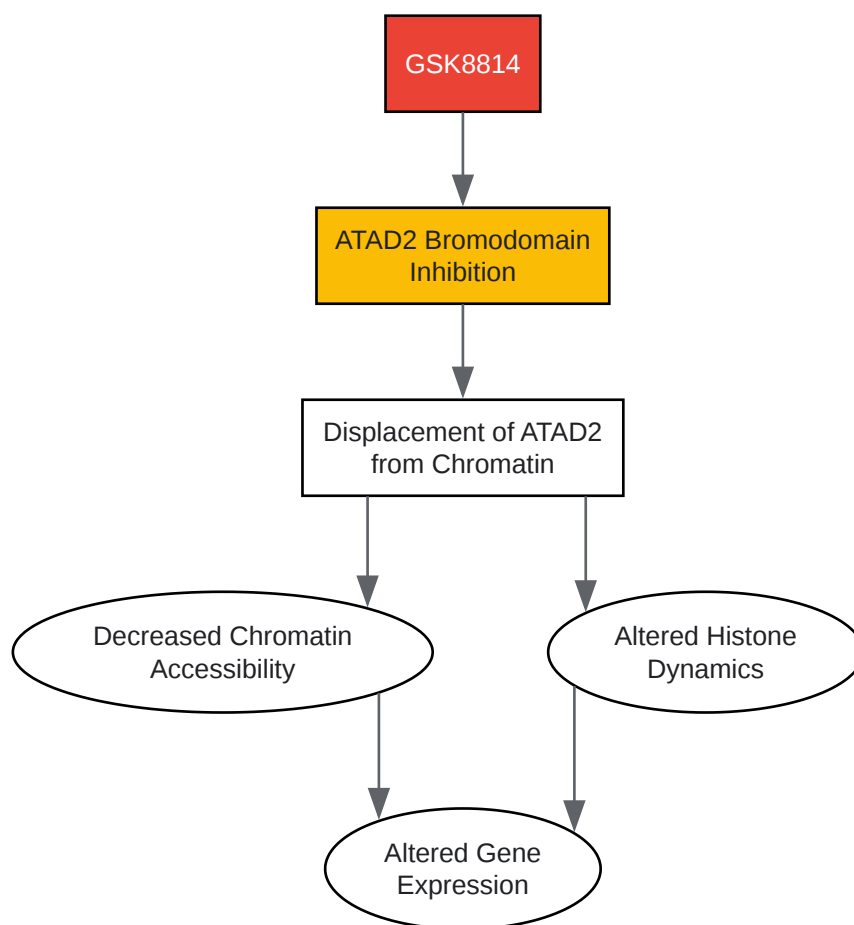 GSK8814
ATAD2 Bromodomain
Inhibition
Displacement of ATAD2
from Chromatin
Decreased Chromatin
Accessibility
Altered Histone
Dynamics
Altered Gene
Expression